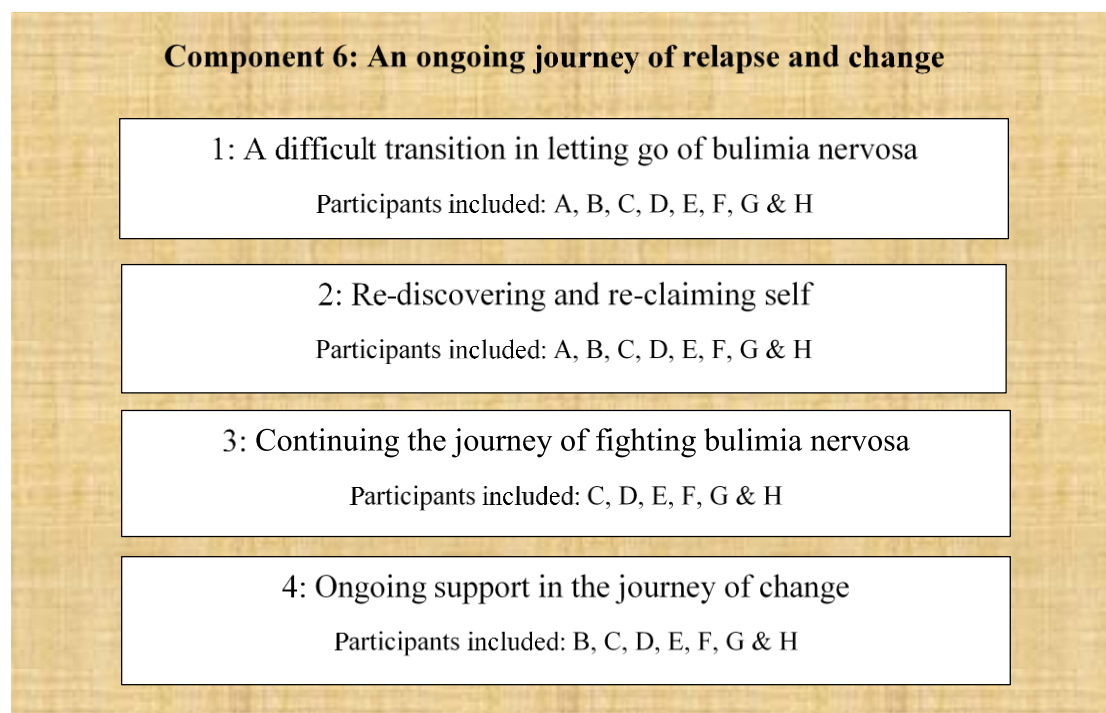 Component 6: An ongoing journey of relapse and change
1: A difficult transition in letting go of bulimia nervosa
Participants included: A, B, C, D, E, F, G & H
2: Re-discovering and re-claiming self
Participants included: A, B, C, D, E, F, G & H
3: Continuing the journey of fighting bulimia nervosa
Participants included: C, D, E, F, G & H
4: Ongoing support in the journey of change
Participants included: B, C, D, E, F, G & H